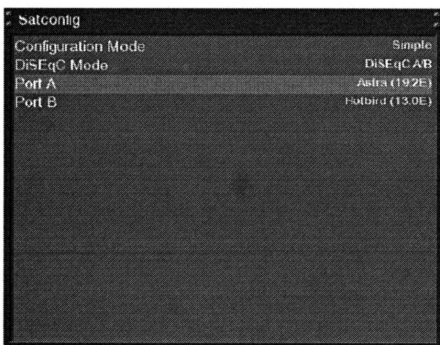 Satconfig
Configuration Mode Simple
DiSEqC Mode DiSEqC A/B
Port A Astra (19.2E)
Port B Hotbird (13.0E)